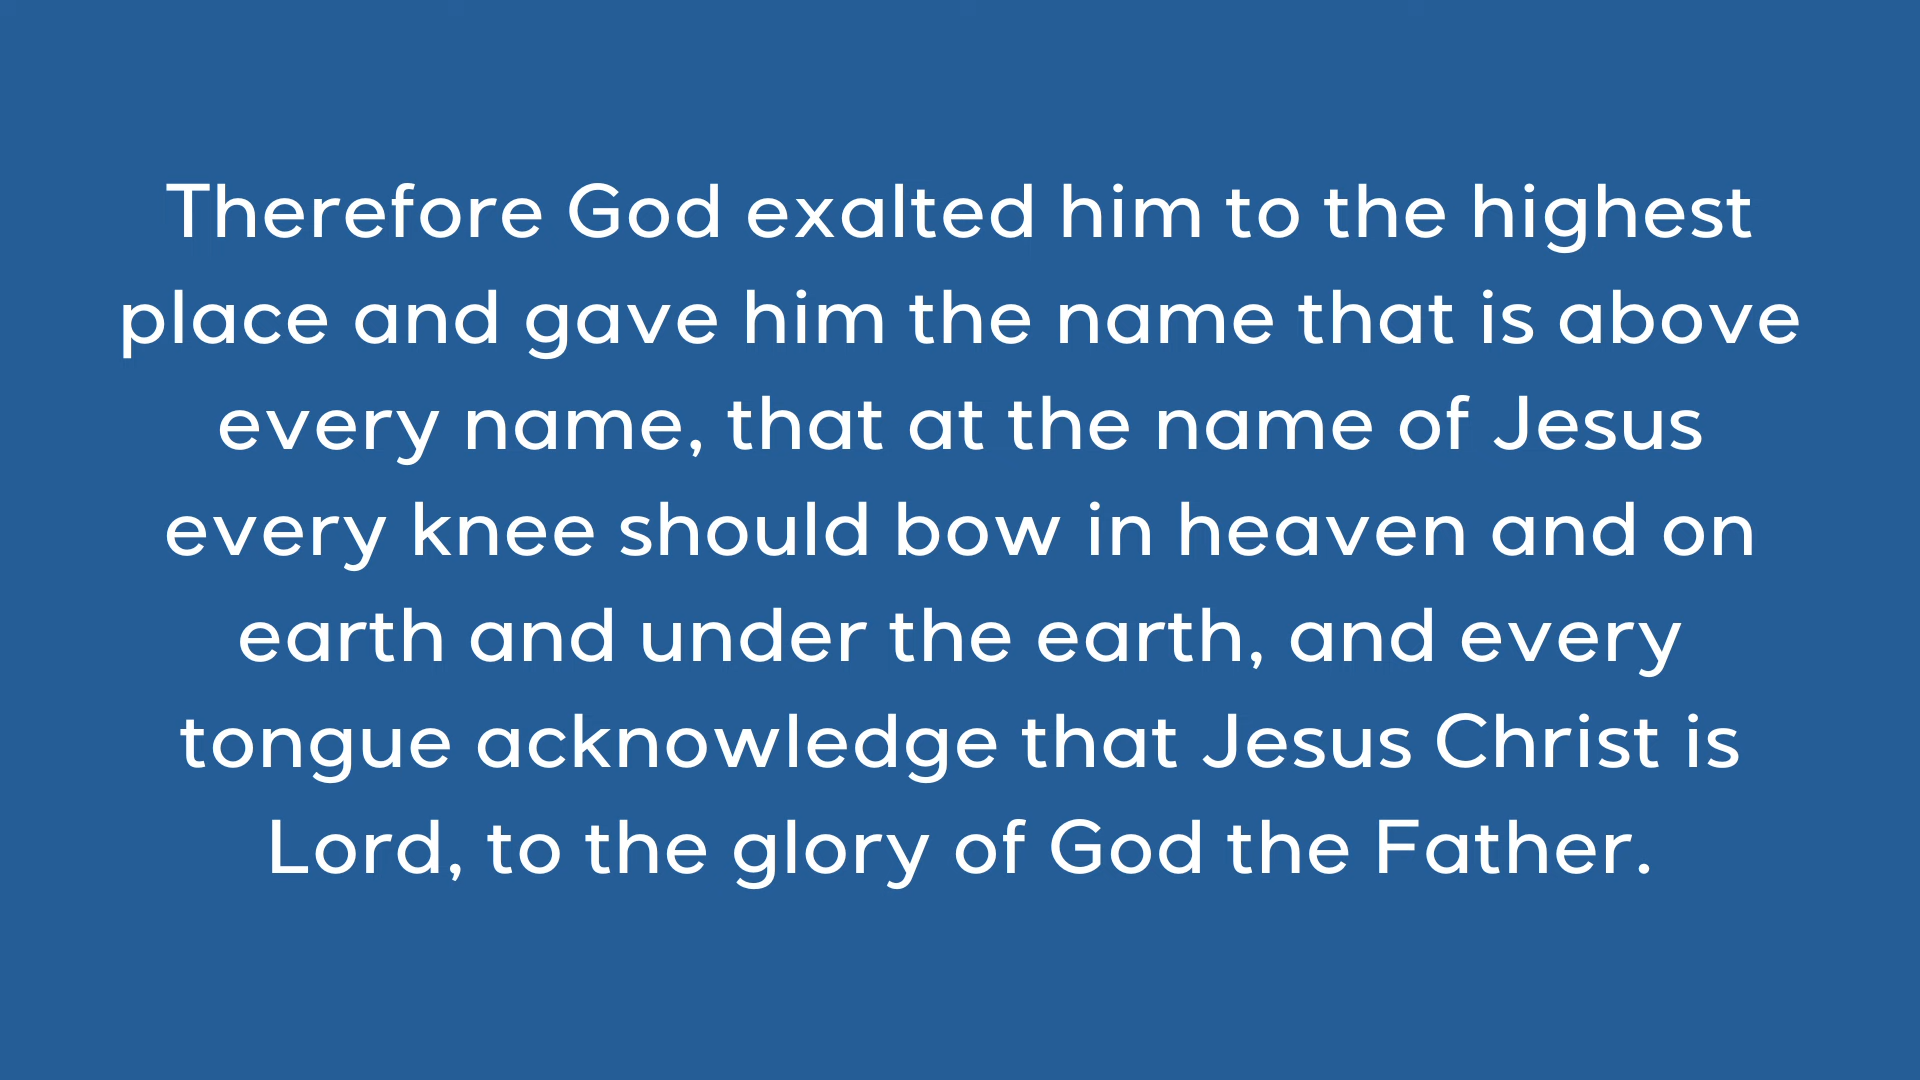 Therefore God exalted him to the highest
place and gave him the name that is above
every name, that at the name of Jesus
every knee should bow in heaven and on
earth and under the earth, and every
tongue acknowledge that Jesus Christ is
Lord, to the glory of God the Father.